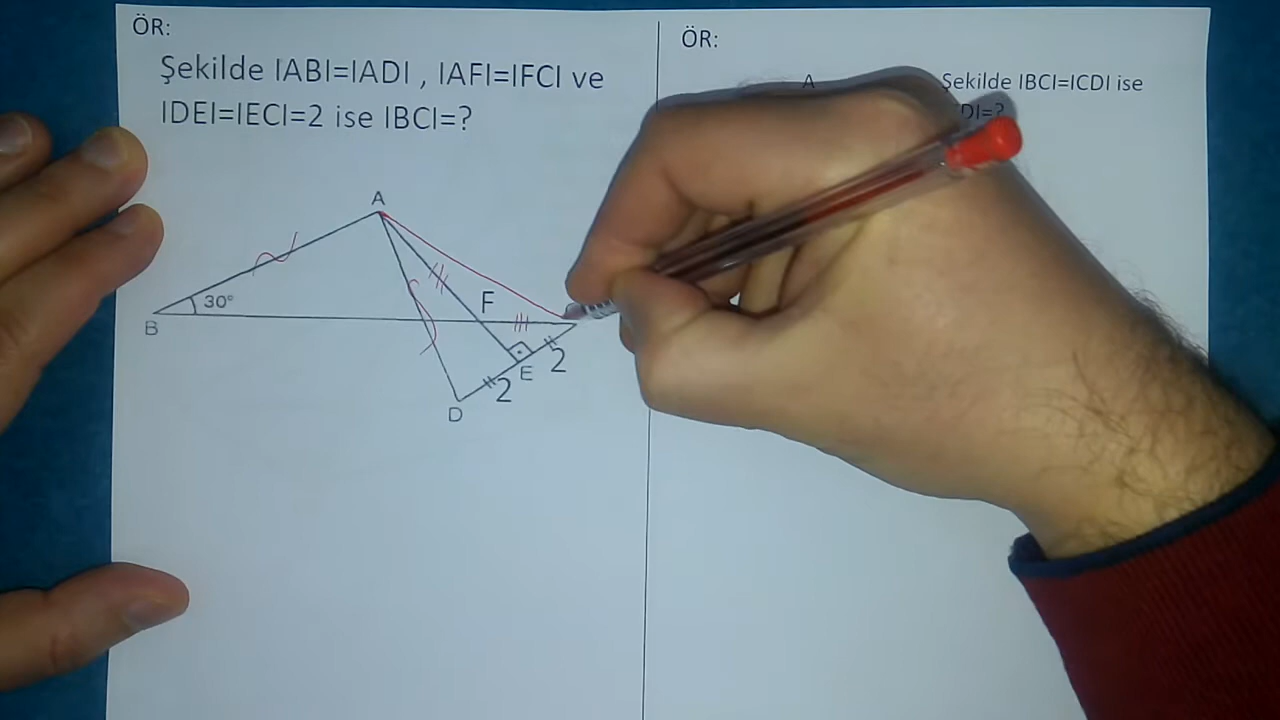 ÖR:
Şekilde IABI=IADI , IAFI=IFCI ve
IDEI=IECI=2 ise IBCI=?
A
30°
B
F
E
2
2
D
ÖR:
A
Şekilde IBCI=ICDI ise
DI=?